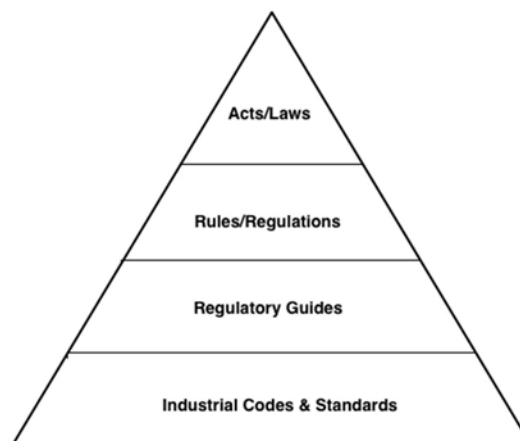 Acts/Laws
Rules/Regulations
Regulatory Guides
Industrial Codes & Standards